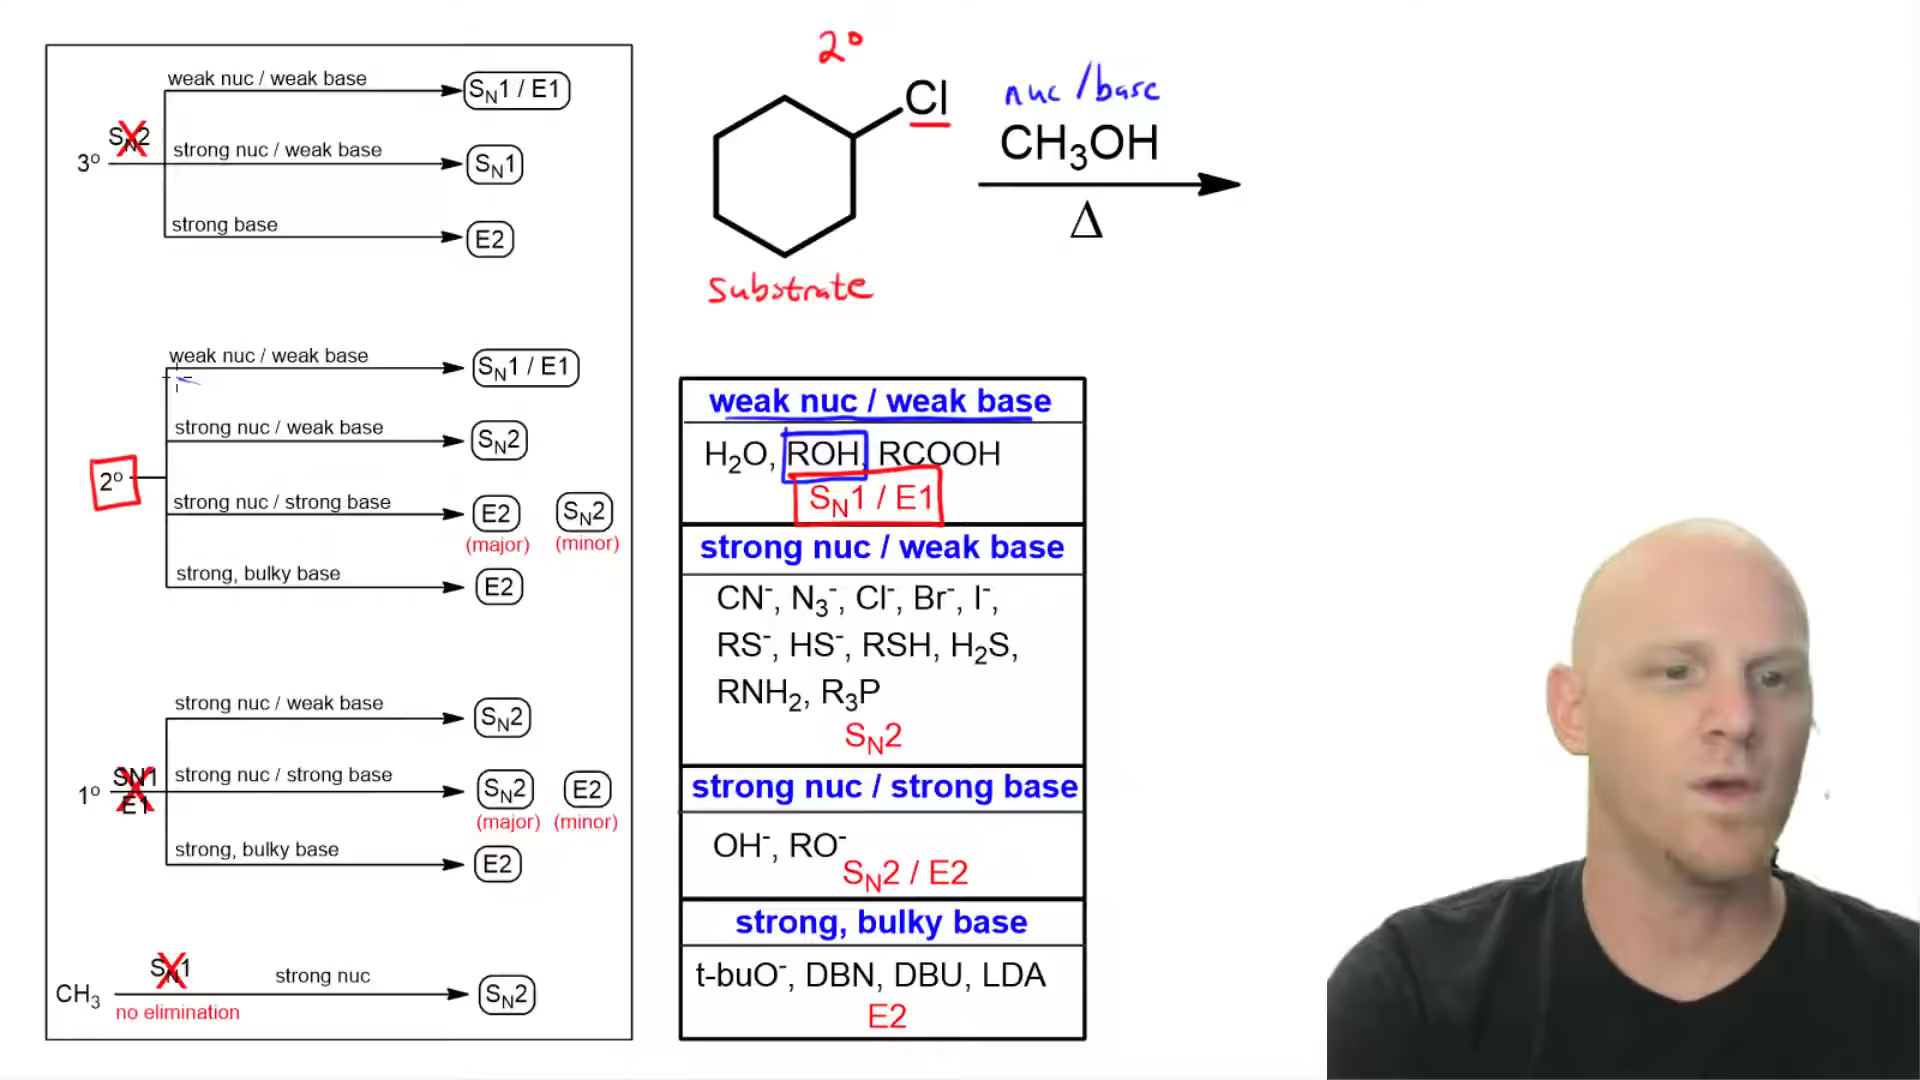 weak nuc / weak base
SN1 / E1
SN2
strong nuc / weak base
3º
SN1
strong base
E2
weak nuc / weak base
SN1 / E1
strong nuc / weak base
SN2
2º
strong nuc / strong base
E2
SN2
(major)
(minor)
strong, bulky base
E2
strong nuc / weak base
SN2
SN1
E1
1º
strong nuc / strong base
SN2
E2
(major)
(minor)
strong, bulky base
E2
SN1
strong nuc
CH3
SN2
no elimination
2º
Cl
nuc / base
CH3OH
Δ
substrate
weak nuc / weak base
H2O, ROH, RCOOH
SN1 / E1
strong nuc / weak base
CN-, N3-, Cl-, Br-, I-,
RS-, HS-, RSH, H2S,
RNH2, R3P
SN2
strong nuc / strong base
OH-, RO-
SN2 / E2
strong, bulky base
t-buO-, DBN, DBU, LDA
E2